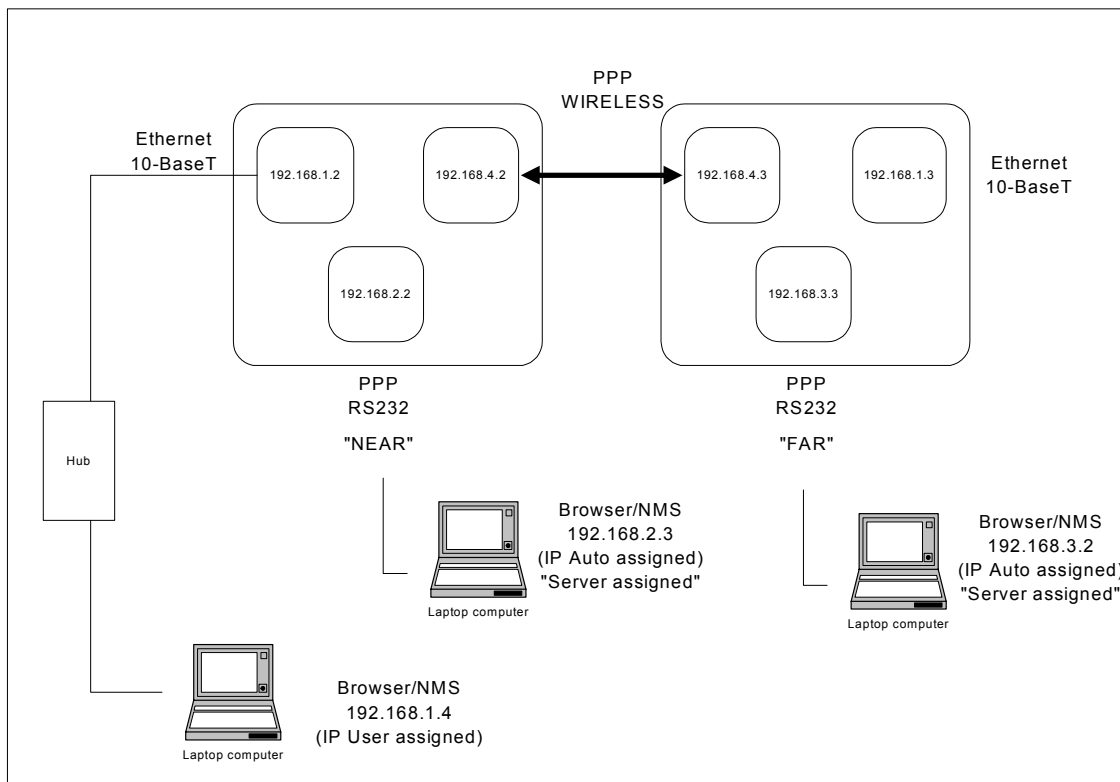 PPP
WIRELESS
Ethernet
10-BaseT
192.168.1.2
192.168.4.2
192.168.2.2
192.168.4.3
192.168.1.3
192.168.3.3
Ethernet
10-BaseT
PPP
RS232
"NEAR"
PPP
RS232
"FAR"
Hub
Browser/NMS
192.168.2.3
(IP Auto assigned)
"Server assigned"
Laptop computer
Browser/NMS
192.168.3.2
(IP Auto assigned)
"Server assigned"
Laptop computer
Browser/NMS
192.168.1.4
(IP User assigned)
Laptop computer